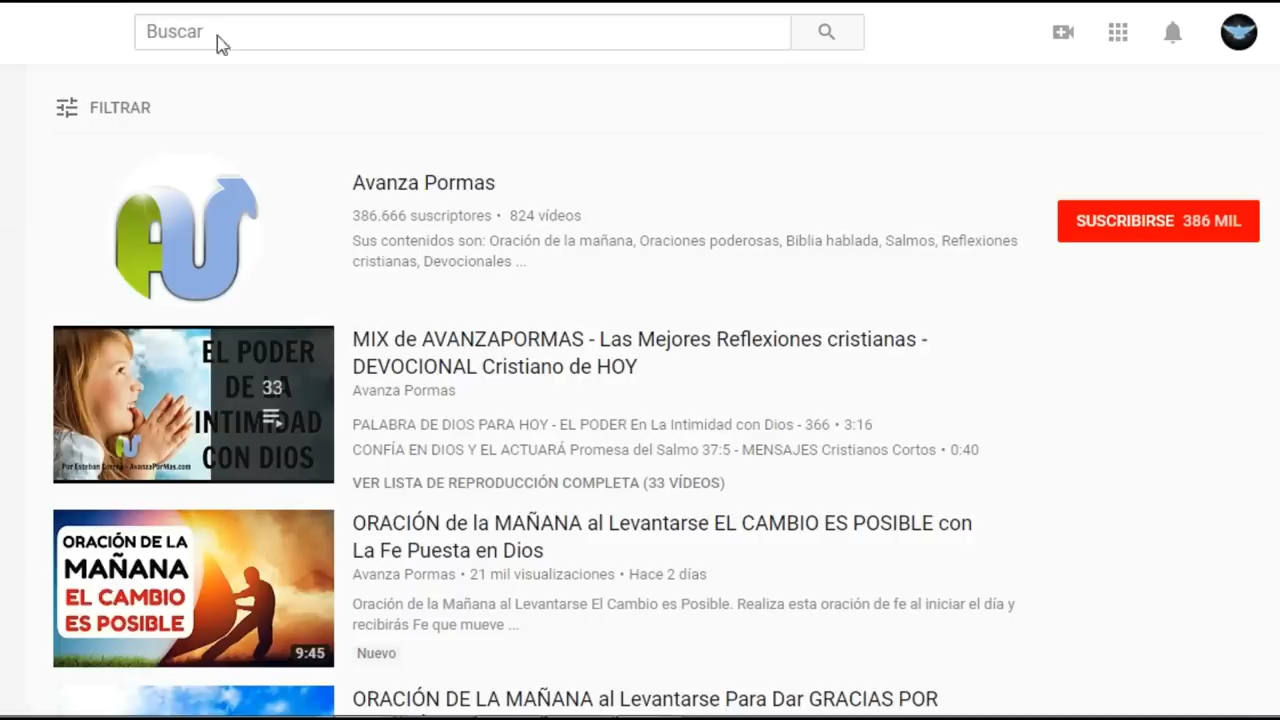 Buscar
FILTRAR
Avanza Pormas
386.666 suscriptores • 824 vídeos
SUSCRIBIRSE 386 MIL
Sus contenidos son: Oración de la mañana, Oraciones poderosas, Biblia hablada, Salmos, Reflexiones
cristianas, Devocionales ...
EL PODER
DE LA
INTIMIDAD
CON DIOS
33
Por Esteban Correa - AvanzaPorMas.com
MIX de AVANZAPORMAS - Las Mejores Reflexiones cristianas -
DEVOCIONAL Cristiano de HOY
Avanza Pormas
PALABRA DE DIOS PARA HOY - EL PODER En La Intimidad con Dios - 366 • 3:16
CONFÍA EN DIOS Y EL ACTUARÁ Promesa del Salmo 37:5 - MENSAJES Cristianos Cortos • 0:40
VER LISTA DE REPRODUCCIÓN COMPLETA (33 VÍDEOS)
ORACIÓN DE LA
MAÑANA
EL CAMBIO
ES POSIBLE
9:45
ORACIÓN de la MAÑANA al Levantarse EL CAMBIO ES POSIBLE con
La Fe Puesta en Dios
Avanza Pormas • 21 mil visualizaciones • Hace 2 días
Oración de la Mañana al Levantarse El Cambio es Posible. Realiza esta oración de fe al iniciar el día y
recibirás Fe que mueve ...
Nuevo
ORACIÓN DE LA MAÑANA al Levantarse Para Dar GRACIAS POR